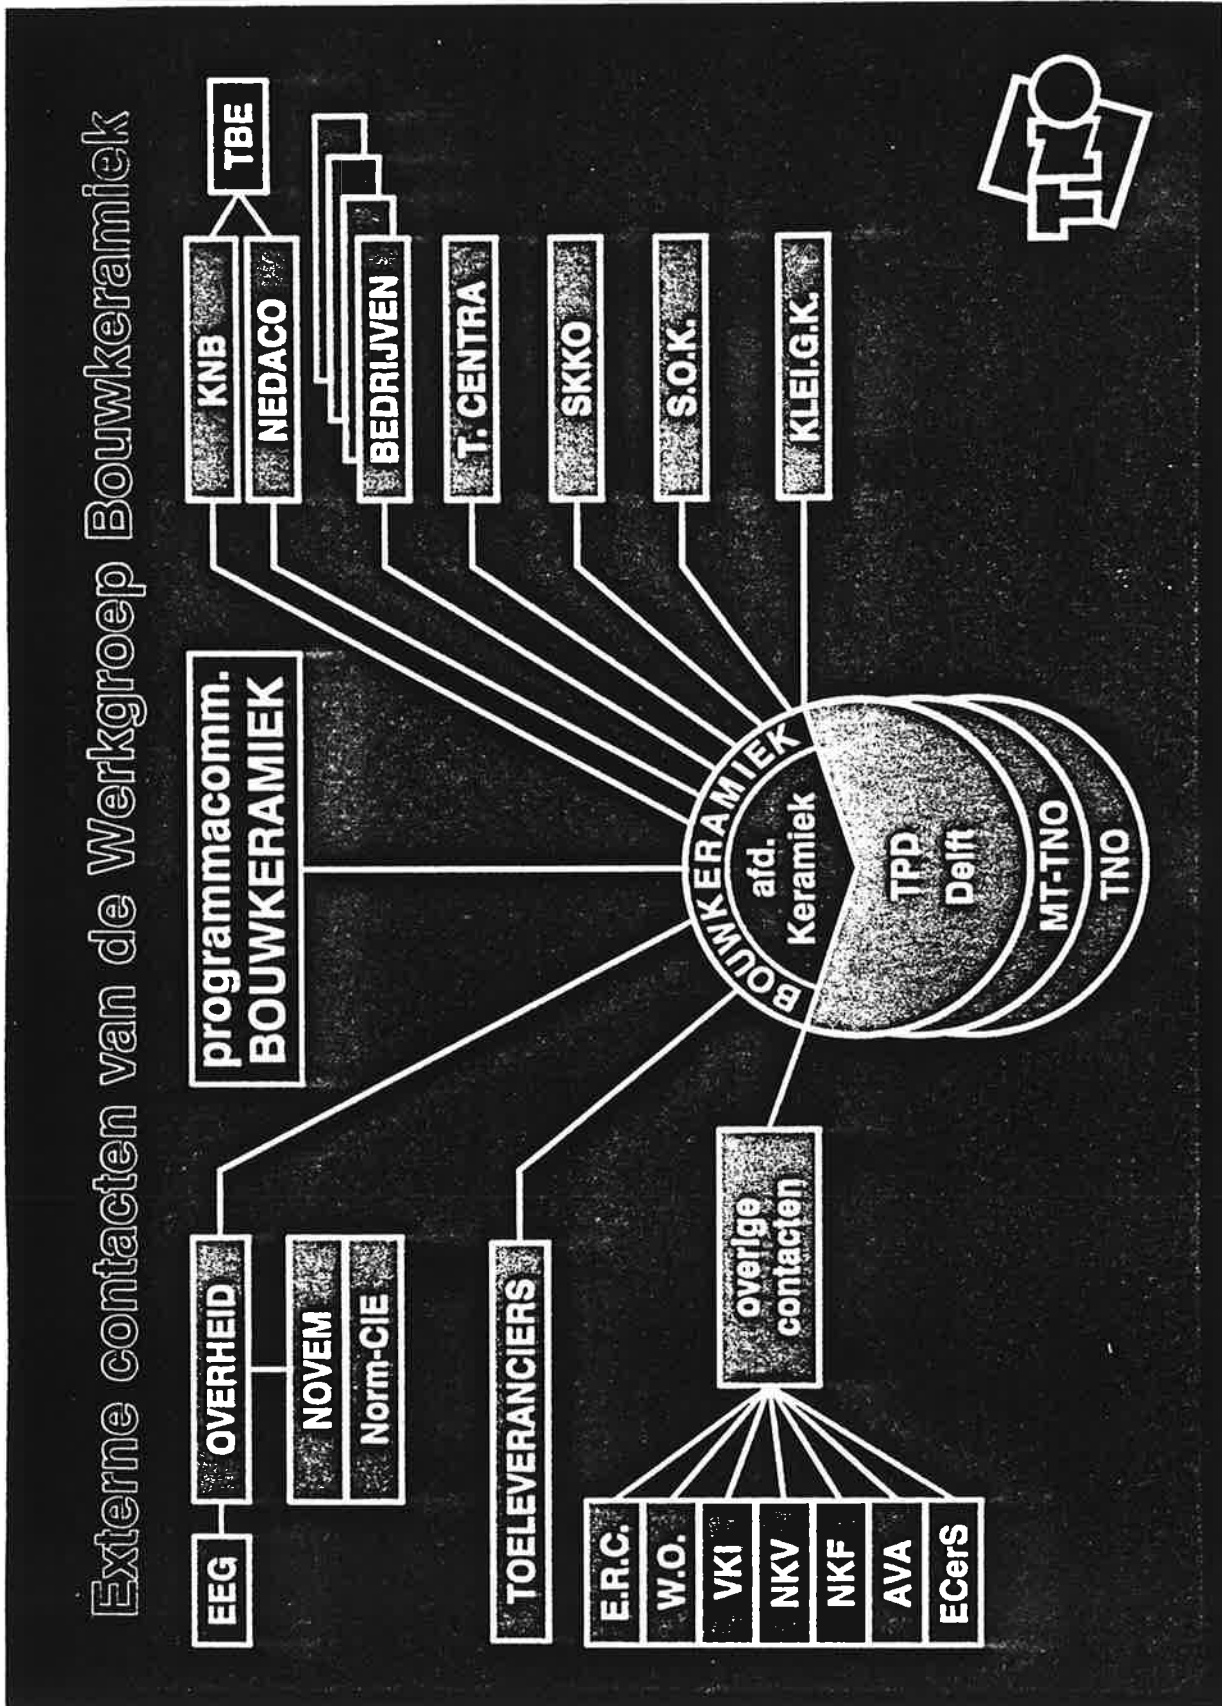 Externe contacten van de Werkgroep Bouwkeramiek
EEG
OVERHEID
NOVEM
Norm-CIE
TOELEVERANCIERS
E.R.C.
W.O.
VKI
NKV
NKF
AVA
ECerS
overige
contacten
programmacomm.
BOUWKERAMIEK
BOUWKERAMIEK
afd.
Keramiek
TPD
Delft
MT-TNO
TNO
KNB
NEDACO
TBE
BEDRIJVEN
T. CENTRA
SKKO
S.O.K.
KLEI.G.K.
TNO